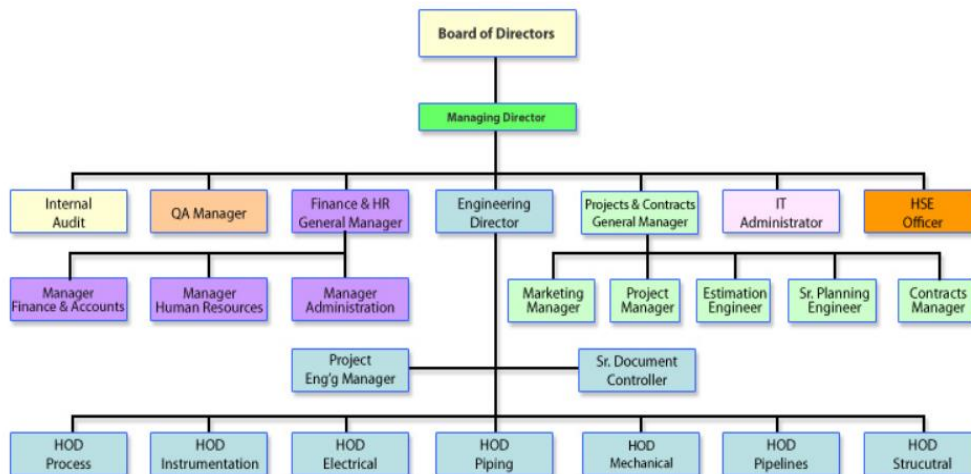 Board of Directors
Managing Director
Internal
Audit
QA Manager
Finance & HR
General Manager
Engineering
Director
Projects & Contracts
General Manager
IT
Administrator
HSE
Officer
Manager
Finance & Accounts
Manager
Human Resources
Manager
Administration
Marketing
Manager
Project
Manager
Estimation
Engineer
Sr. Planning
Engineer
Contracts
Manager
Project
Eng'g Manager
Sr. Document
Controller
HOD
Process
HOD
Instrumentation
HOD
Electrical
HOD
Piping
HOD
Mechanical
HOD
Pipelines
HOD
Strucutral